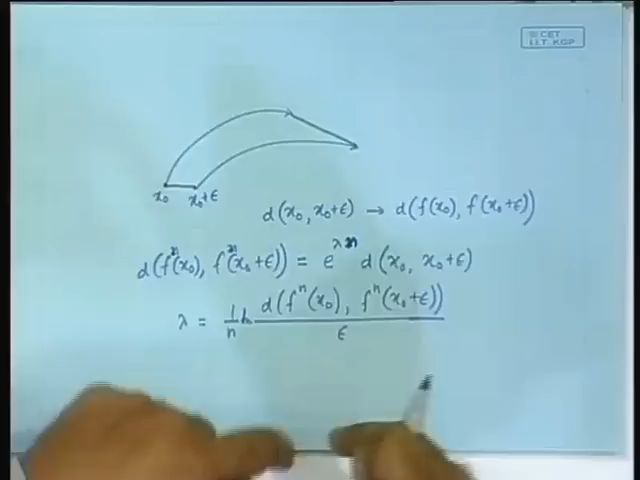 © CET
I.I.T. KGP
x₀ x₀+ε
d(x₀, x₀+ε) → d(f(x₀), f(x₀+ε))
d(fⁿ(x₀), fⁿ(x₀+ε)) = e^{λn} d(x₀, x₀+ε)
λ = 1/n ln d(fⁿ(x₀), fⁿ(x₀+ε)) / ε